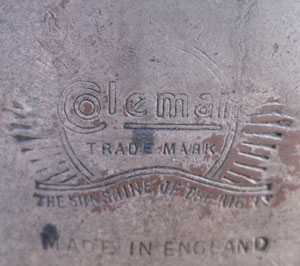 Coleman
TRADE MARK
THE SUNSHINE OF THE NIGHT
MADE IN ENGLAND